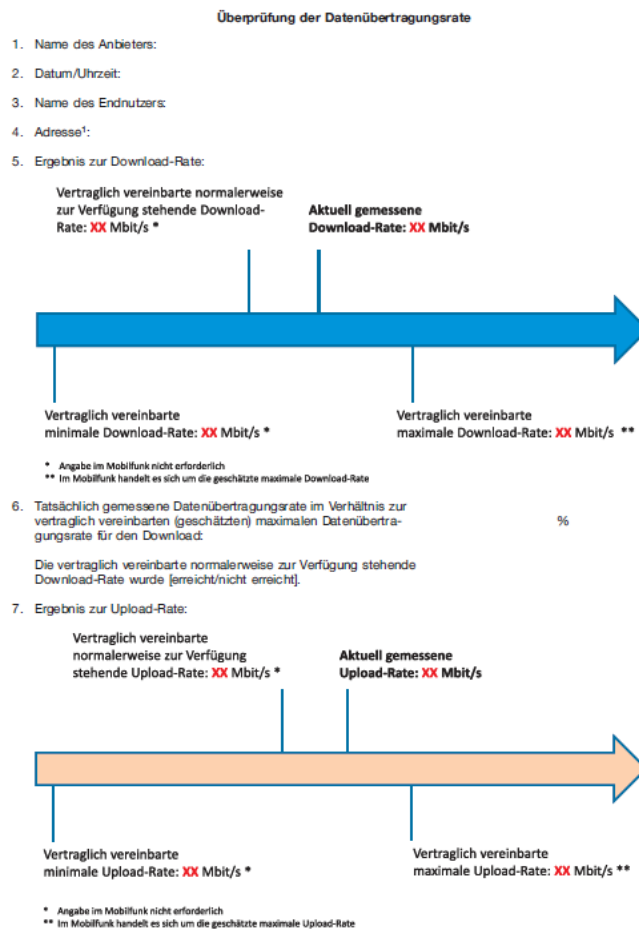 Überprüfung der Datenübertragungsrate
1. Name des Anbieters:
2. Datum/Uhrzeit:
3. Name des Endnutzers:
4. Adresse¹:
5. Ergebnis zur Download-Rate:
Vertraglich vereinbarte normalerweise
zur Verfügung stehende Download-
Rate: XX Mbit/s *
Aktuell gemessene
Download-Rate: XX Mbit/s
Vertraglich vereinbarte
minimale Download-Rate: XX Mbit/s *
Vertraglich vereinbarte
maximale Download-Rate: XX Mbit/s **
* Angabe im Mobilfunk nicht erforderlich
** Im Mobilfunk handelt es sich um die geschätzte maximale Download-Rate
6. Tatsächlich gemessene Datenübertragungsrate im Verhältnis zur
vertraglich vereinbarten (geschätzten) maximalen Datenübertra-
gungsrate für den Download: %
Die vertraglich vereinbarte normalerweise zur Verfügung stehende
Download-Rate wurde [erreicht/nicht erreicht].
7. Ergebnis zur Upload-Rate:
Vertraglich vereinbarte
normalerweise zur Verfügung
stehende Upload-Rate: XX Mbit/s *
Aktuell gemessene
Upload-Rate: XX Mbit/s
Vertraglich vereinbarte
minimale Upload-Rate: XX Mbit/s *
Vertraglich vereinbarte
maximale Upload-Rate: XX Mbit/s **
* Angabe im Mobilfunk nicht erforderlich
** Im Mobilfunk handelt es sich um die geschätzte maximale Upload-Rate